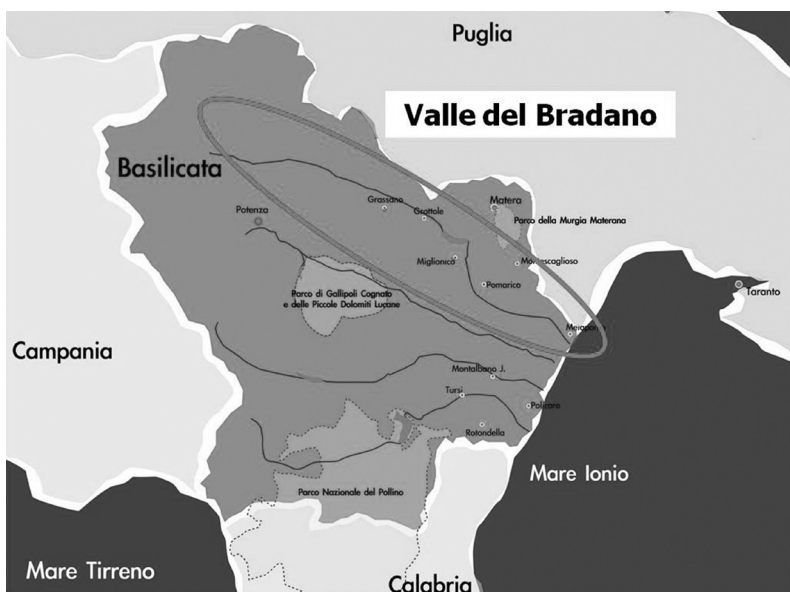 Puglia
Valle del Bradano
Basilicata
Grassano
Grottole
Matera
Potenza
Parco della Murgia Materana
Miglionico
Montescaglioso
Parco di Gallipoli Cognato
e delle Piccole Dolomiti Lucane
Pomarico
Taranto
Metaponto
Campania
Montalbano J.
Tursi
Policoro
Rotondella
Mare Ionio
Parco Nazionale del Pollino
Mare Tirreno
Calabria